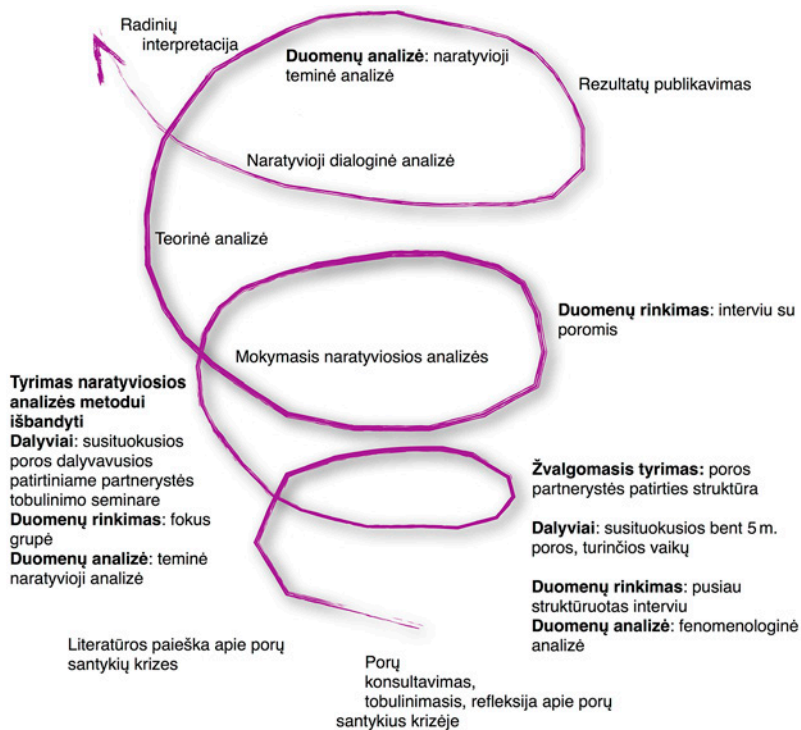 Radinių
interpretacija
Duomenų analizė: naratyvioji
teminė analizė
Rezultatų publikavimas
Naratyvioji dialoginė analizė
Teorinė analizė
Duomenų rinkimas: interviu su
poromis
Mokymasis naratyviosios analizės
Tyrimas naratyviosios
analizės metodui
išbandyti
Dalyviai: susituokusios
poros dalyvavusios
patirtiniame partnerystės
tobulinimo seminare
Duomenų rinkimas: fokus
grupė
Duomenų analizė: teminė
naratyvioji analizė
Žvalgomasis tyrimas: poros
partnerystės patirties struktūra
Dalyviai: susituokusios bent 5 m.
poros, turinčios vaikų
Duomenų rinkimas: pusiau
struktūruotas interviu
Duomenų analizė: fenomenologinė
analizė
Literatūros paieška apie porų
santykių krizes
Porų
konsultavimas,
tobulinimasis, refleksija apie porų
santykius krizėje